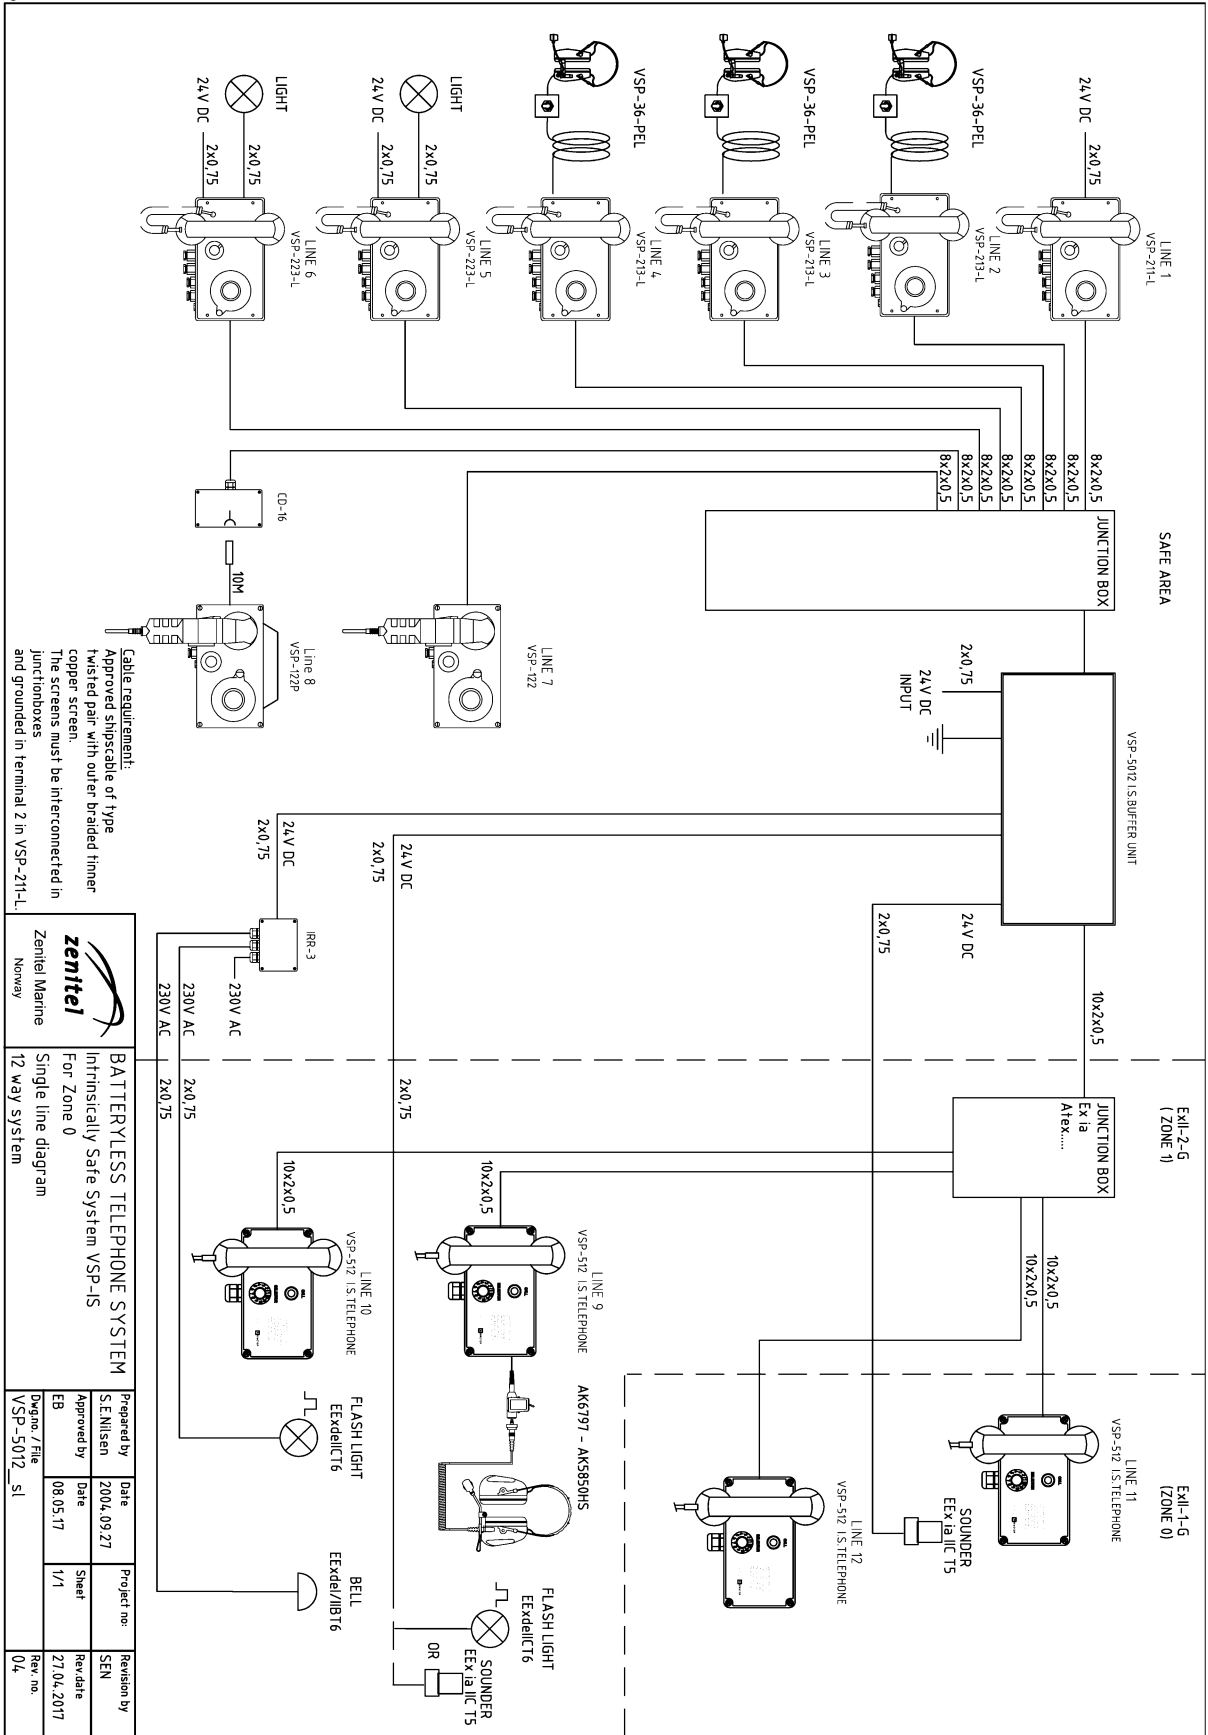 SAFE AREA
ExII-2-G
( ZONE 1)
ExII-1-G
(ZONE 0)
LINE 1
VSP-211-L
24V DC
2x0,75
8x2x0,5
VSP-36-PEL
LINE 2
VSP-213-L
8x2x0,5
VSP-36-PEL
LINE 3
VSP-213-L
8x2x0,5
VSP-36-PEL
LINE 4
VSP-213-L
8x2x0,5
LIGHT
2x0,75
24V DC
2x0,75
LINE 5
VSP-223-L
8x2x0,5
LIGHT
2x0,75
24V DC
2x0,75
LINE 6
VSP-223-L
8x2x0,5
8x2x0,5
8x2x0,5
JUNCTION BOX
CD-16
10M
Line 8
VSP-122P
LINE 7
VSP-122
VSP-5012 I.S.BUFFER UNIT
2x0,75
24V DC
INPUT
24V DC
2x0,75
10x2x0,5
JUNCTION BOX
Ex ia
Atex.....
10x2x0,5
10x2x0,5
LINE 11
VSP-512 I.S.TELEPHONE
SOUNDER
EEx ia IIC T5
LINE 12
VSP-512 I.S.TELEPHONE
10x2x0,5
LINE 9
VSP-512 I.S.TELEPHONE
AK6797 - AK5850HS
10x2x0,5
LINE 10
VSP-512 I.S.TELEPHONE
24V DC
2x0,75
2x0,75
FLASH LIGHT
EExdeIICT6
OR
SOUNDER
EEx ia IIC T5
24V DC
2x0,75
IRR-3
230V AC
230V AC
2x0,75
FLASH LIGHT
EExdeIICT6
230V AC
2x0,75
BELL
EExdel/IIBT6
Cable requirement:
Approved shipscable of type
twisted pair with outer braided tinner
copper screen.
The screens must be interconnected in
junctionboxes
and grounded in terminal 2 in VSP-211-L.
zenitel
Zenitel Marine
Norway
BATTERYLESS TELEPHONE SYSTEM
Intrinsically Safe System VSP-IS
For Zone 0
Single line diagram
12 way system
Prepared by
S.E.Nilsen
Date
2004.09.27
Project no:
Revision by
SEN
Approved by
EB
Date
08.05.17
Sheet
1/1
Rev.date
27.04.2017
Dwg.no. / File
VSP-5012_sl
Rev. no.
04